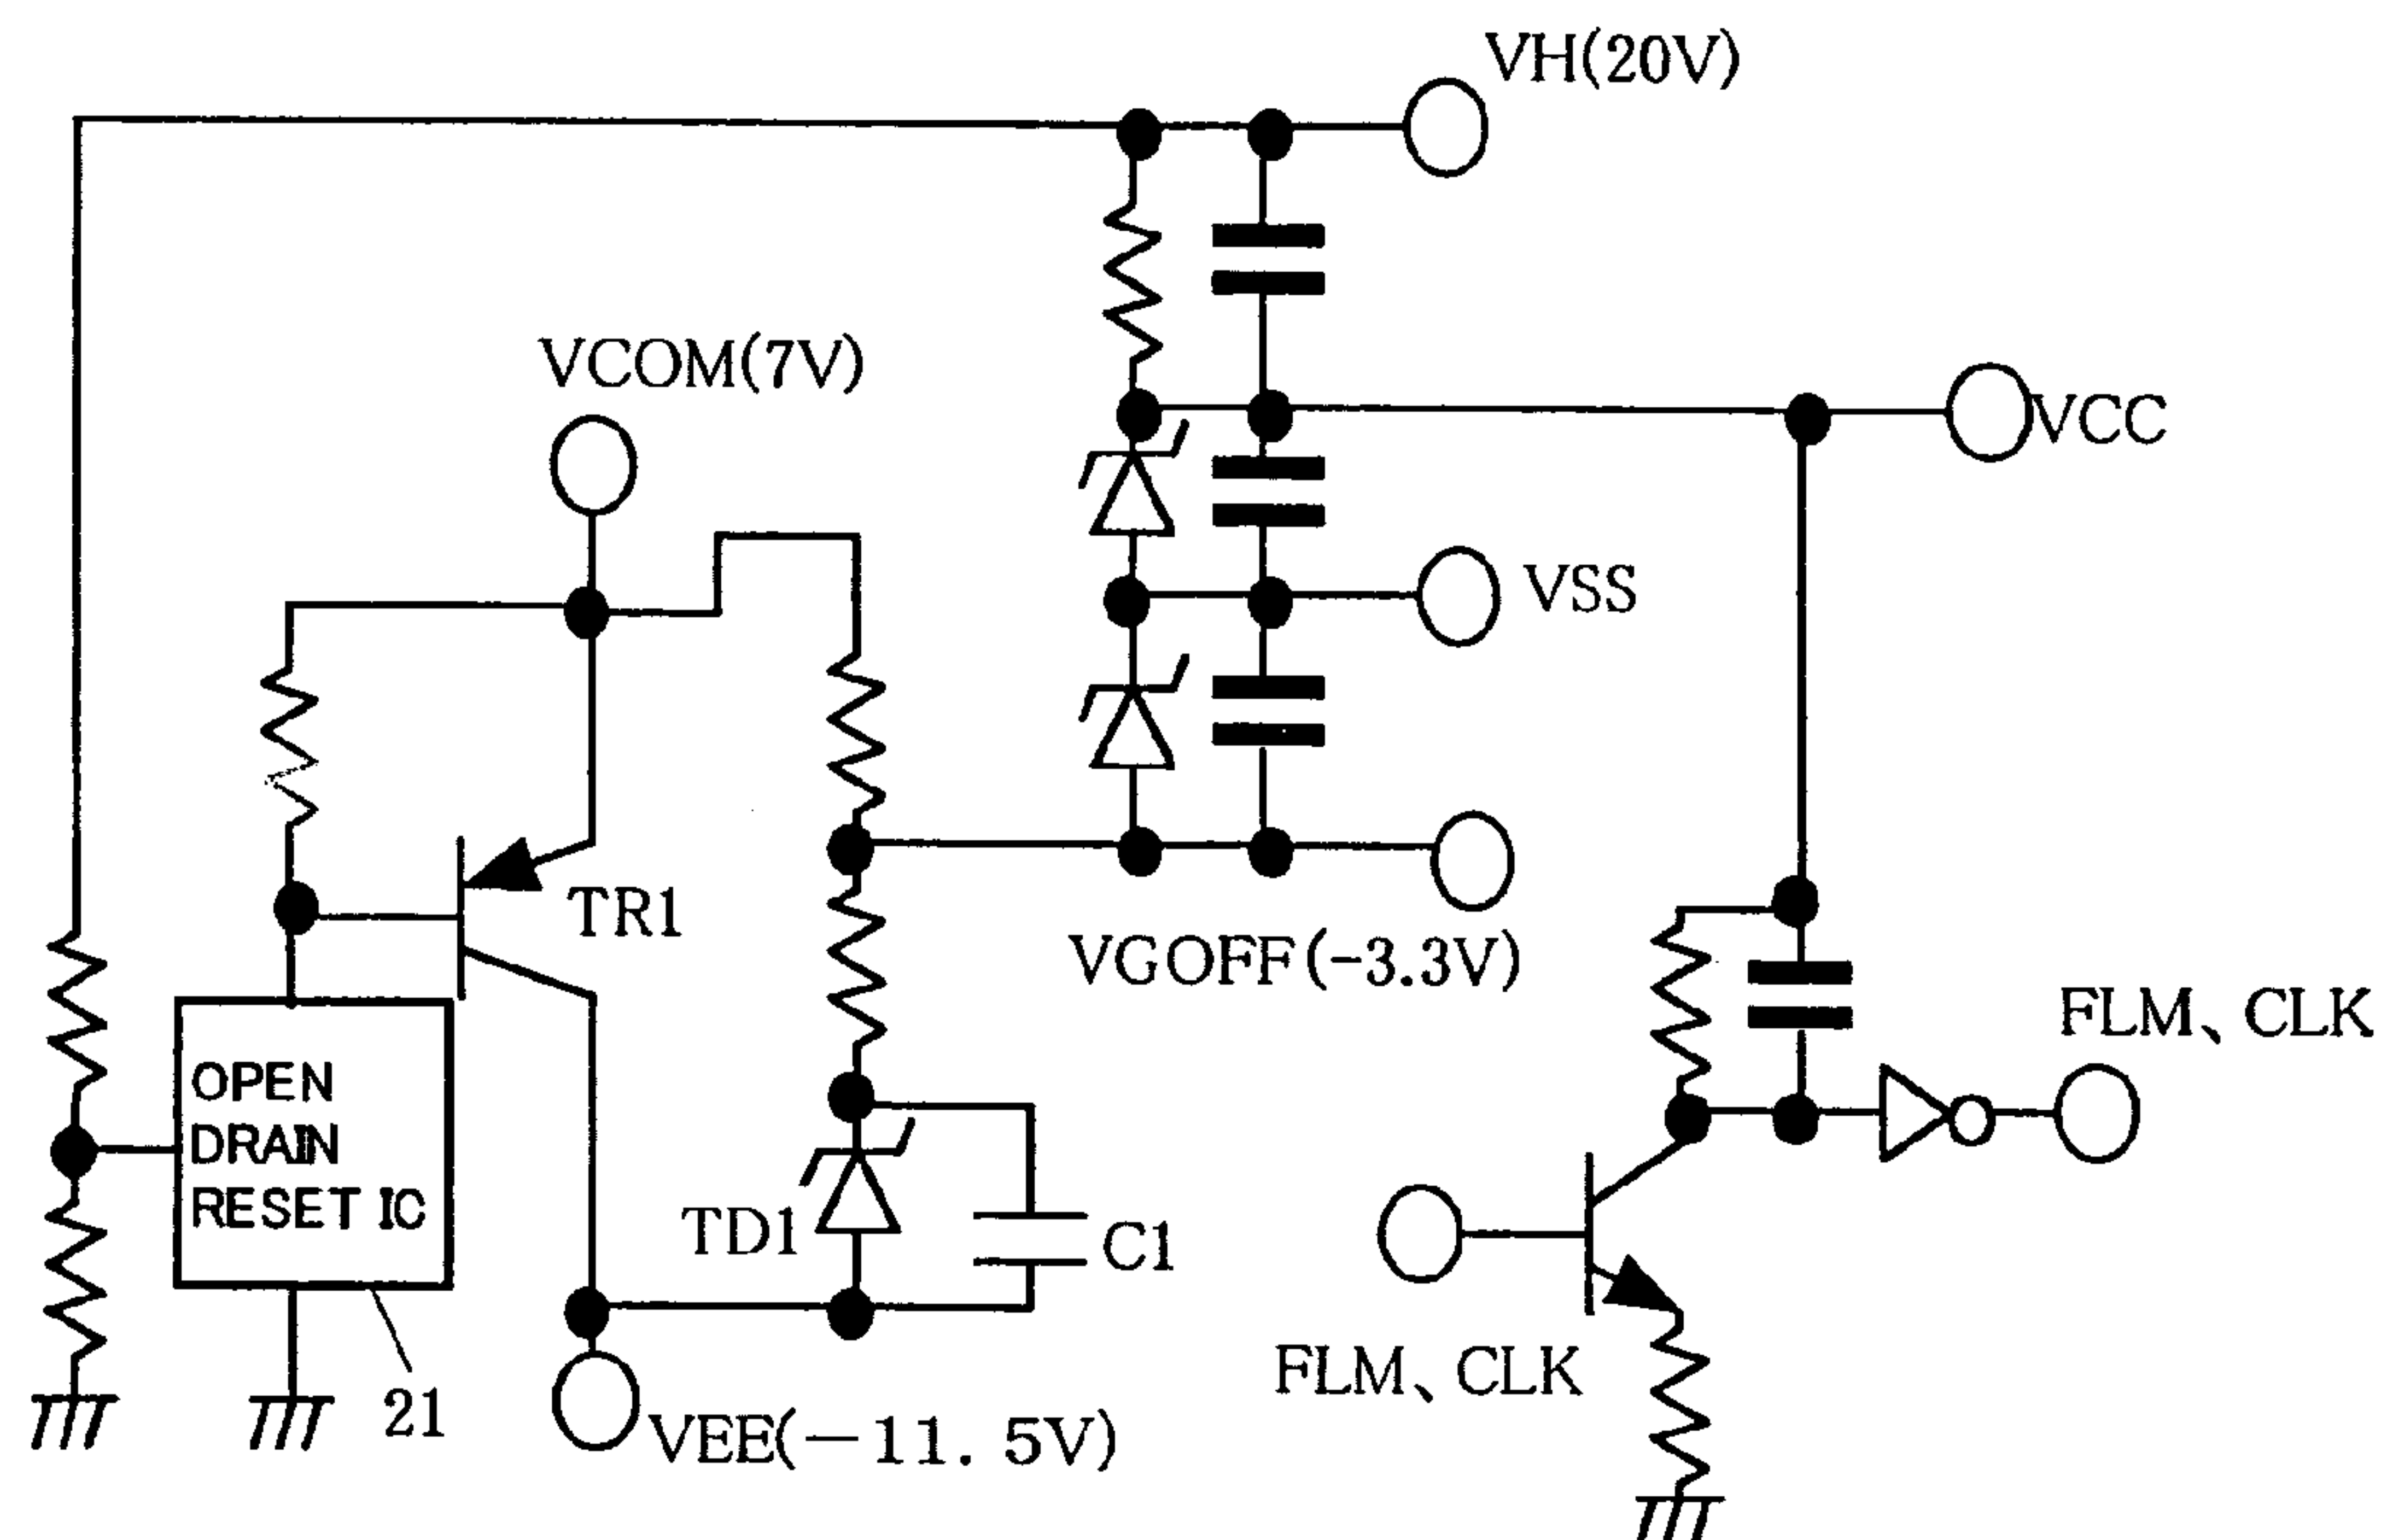 VH(20V)
VCOM(7V)
VCC
VSS
TR1
VGOFF(-3.3V)
OPEN
DRAIN
RESET IC
FLM、CLK
TD1
C1
FLM、CLK
21
VEE(－11. 5V)